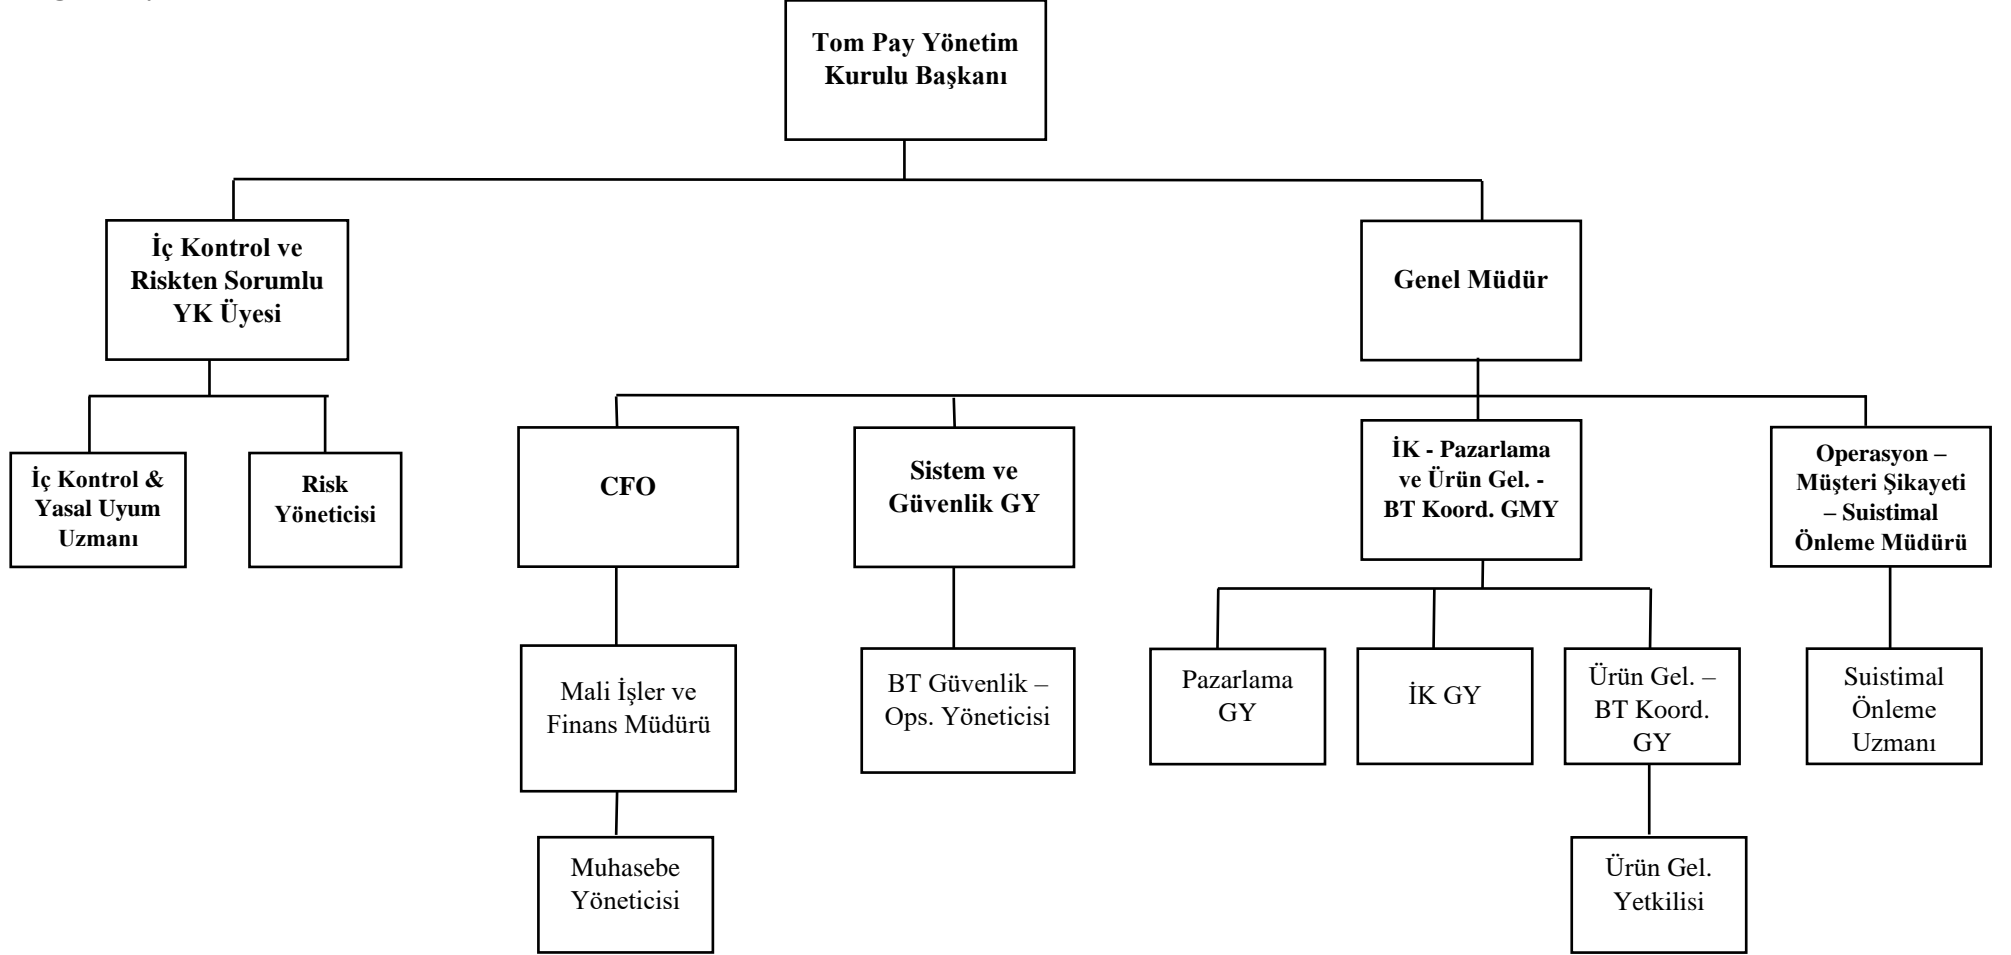 Tom Pay Yönetim
Kurulu Başkanı
İç Kontrol ve
Riskten Sorumlu
YK Üyesi
Genel Müdür
İç Kontrol &
Yasal Uyum
Uzmanı
Risk
Yöneticisi
CFO
Sistem ve
Güvenlik GY
İK - Pazarlama
ve Ürün Gel. -
BT Koord. GMY
Operasyon –
Müşteri Şikayeti
– Suistimal
Önleme Müdürü
Mali İşler ve
Finans Müdürü
BT Güvenlik –
Ops. Yöneticisi
Pazarlama
GY
İK GY
Ürün Gel. –
BT Koord.
GY
Suistimal
Önleme
Uzmanı
Muhasebe
Yöneticisi
Ürün Gel.
Yetkilisi